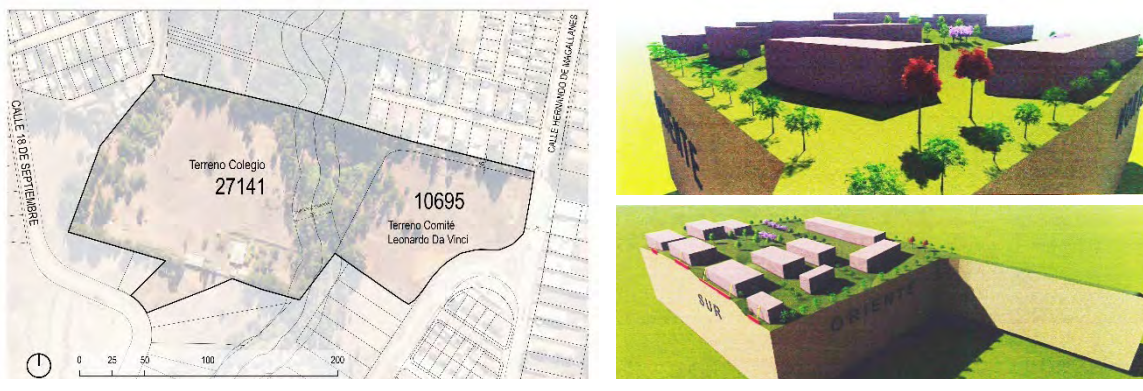 CALLE 18 DE SEPTIEMBRE
Terreno Colegio
27141
10695
Terreno Comité
Leonardo Da Vinci
CALLE HERNANDO DE MAGALLANES
0 25 50 100 200
50
SUR
ORIENTE